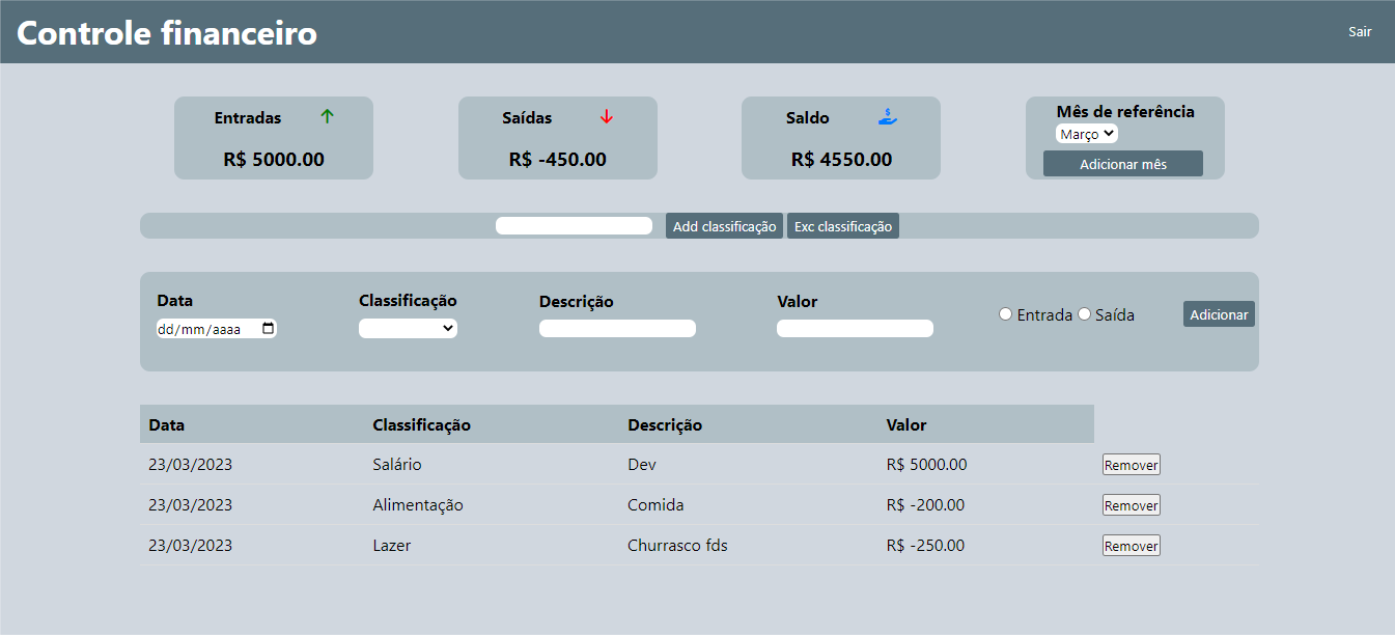 Controle financeiro
Sair
Entradas
R$ 5000.00
Saídas
R$ -450.00
Saldo
$
R$ 4550.00
Mês de referência
Março
Adicionar mês
Add classificação Exc classificação
Data Classificação Descrição Valor
dd/mm/aaaa
Entrada Saída
Adicionar
Data Classificação Descrição Valor
23/03/2023 Salário Dev R$ 5000.00 Remover
23/03/2023 Alimentação Comida R$ -200.00 Remover
23/03/2023 Lazer Churrasco fds R$ -250.00 Remover